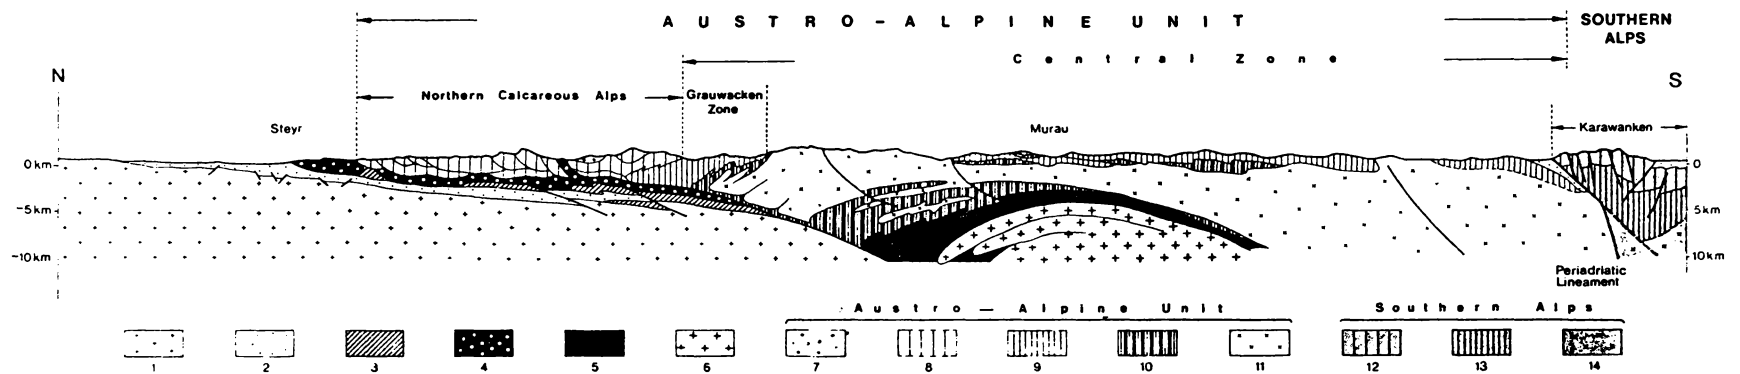 AUSTRO-ALPINE UNIT
SOUTHERN
ALPS
Central Zone
N
S
Northern Calcareous Alps
Grauwacken
Zone
Steyr
Murau
Karawanken
0 km
0
-5 km
5 km
-10 km
10 km
Periadriatic
Lineament
Austro — Alpine Unit
Southern Alps
1 2 3 4 5 6 7 8 9 10 11 12 13 14